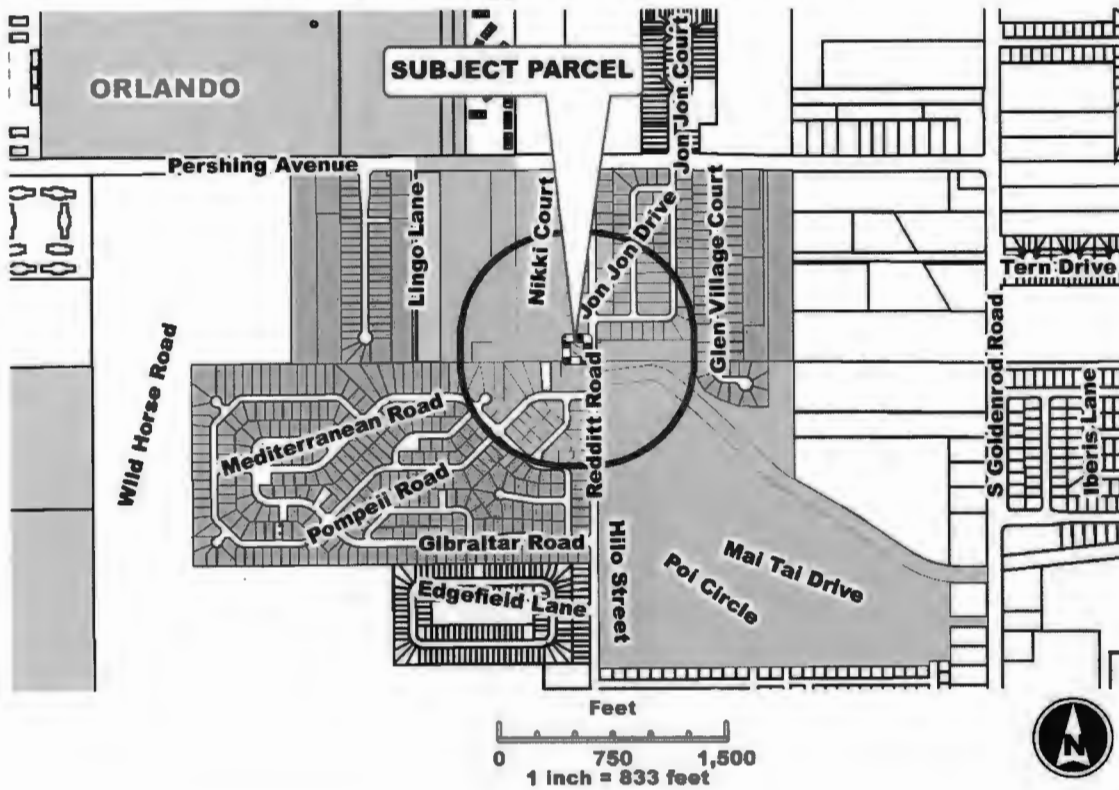 SUBJECT PARCEL
ORLANDO
Jon Jon Court
Pershing Avenue
Lingo Lane
Nikki Court
Jon Jon Drive
Glen Village Court
Tern Drive
Wild Horse Road
S Goldenrod Road
Iberis Lane
Mediterranean Road
Redditt Road
Pompeii Road
Gibraltar Road
Hilo Street
Mai Tai Drive
Poi Circle
Edgefield Lane
Feet
0 750 1,500
1 inch = 833 feet
N